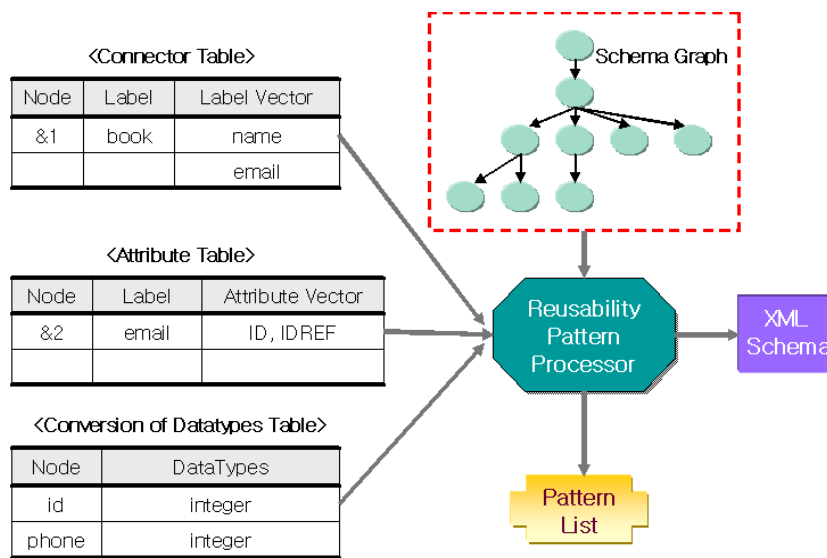 <Connector Table>
Node Label Label Vector
&1 book name
email
Schema Graph
<Attribute Table>
Node Label Attribute Vector
&2 email ID, IDREF
<Conversion of Datatypes Table>
Node DataTypes
id integer
phone integer
Reusability
Pattern
Processor
XML
Schema
Pattern
List